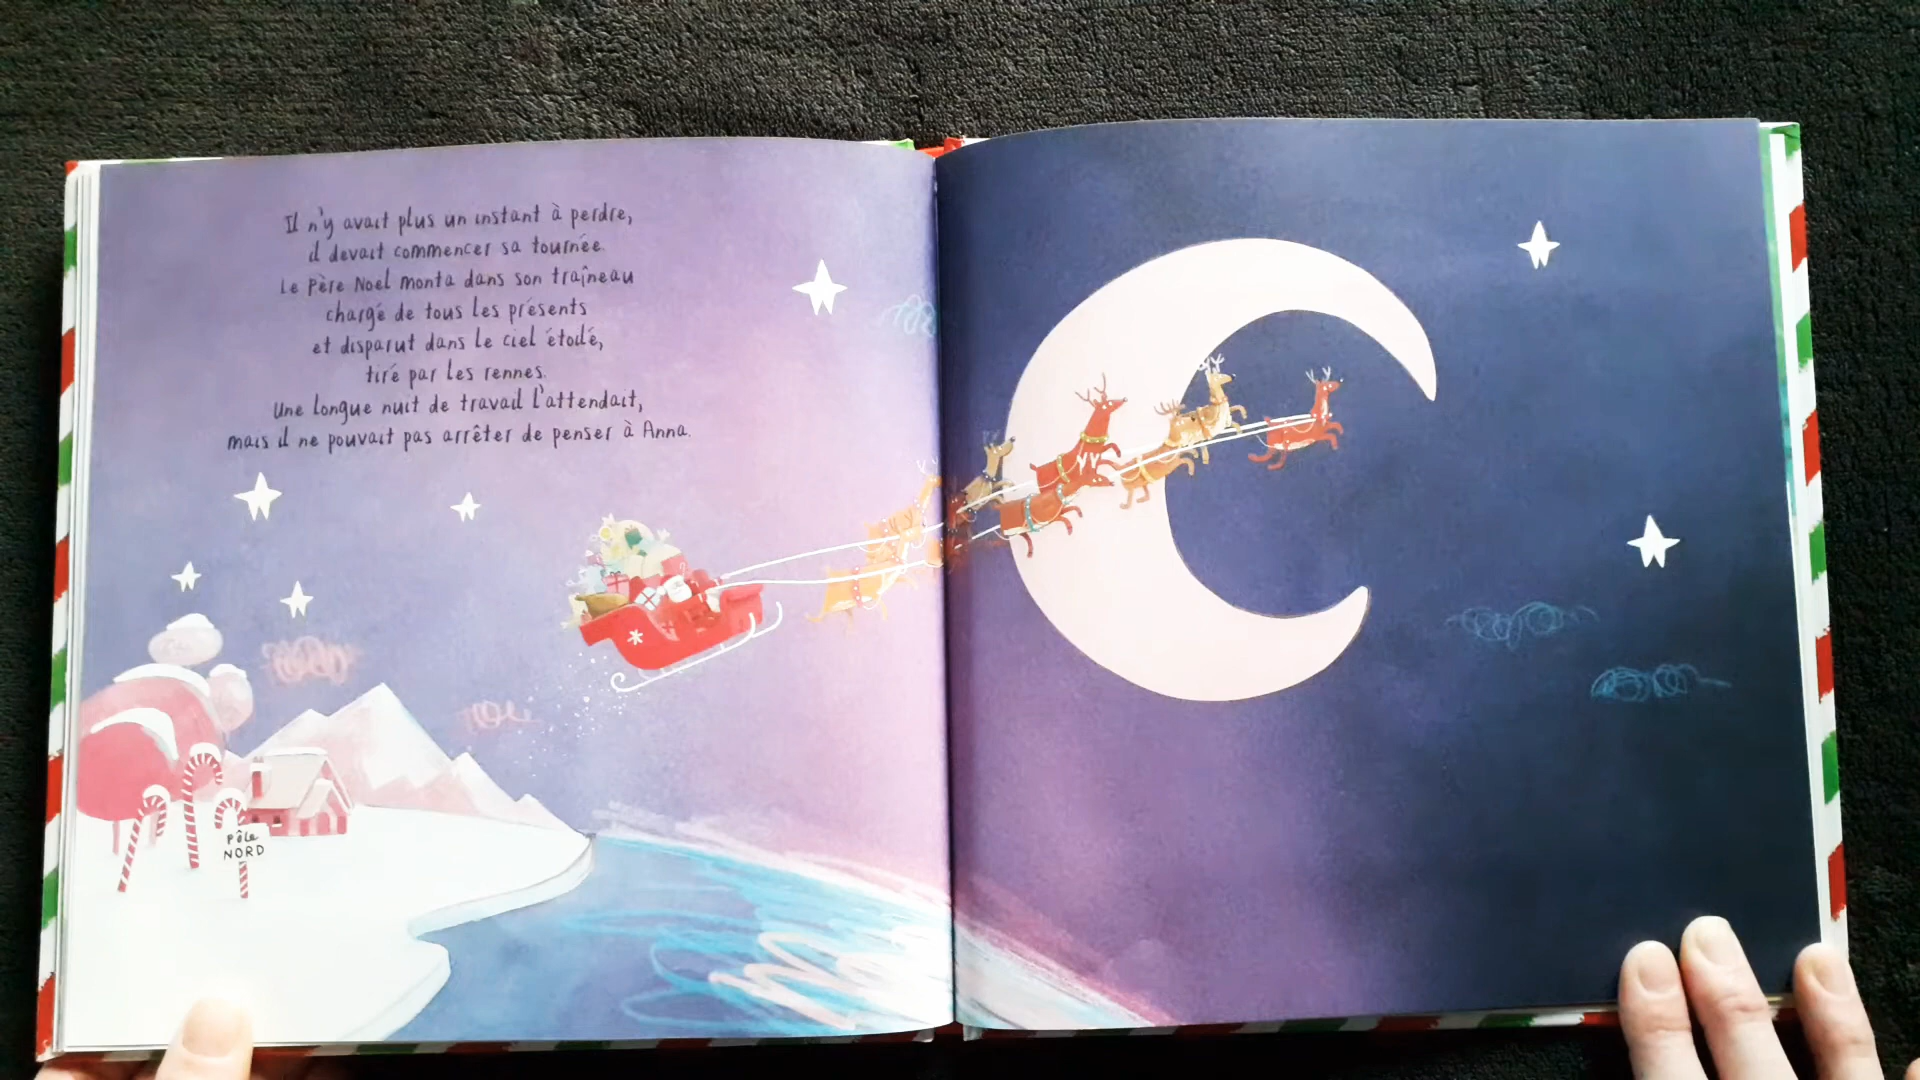 Il n'y avait plus un instant à perdre,
il devait commencer sa tournée.
Le Père Noël monta dans son traîneau
chargé de tous les présents
et disparut dans le ciel étoilé,
tiré par les rennes.
Une longue nuit de travail l'attendait,
mais il ne pouvait pas arrêter de penser à Anna.
Pôle
NORD